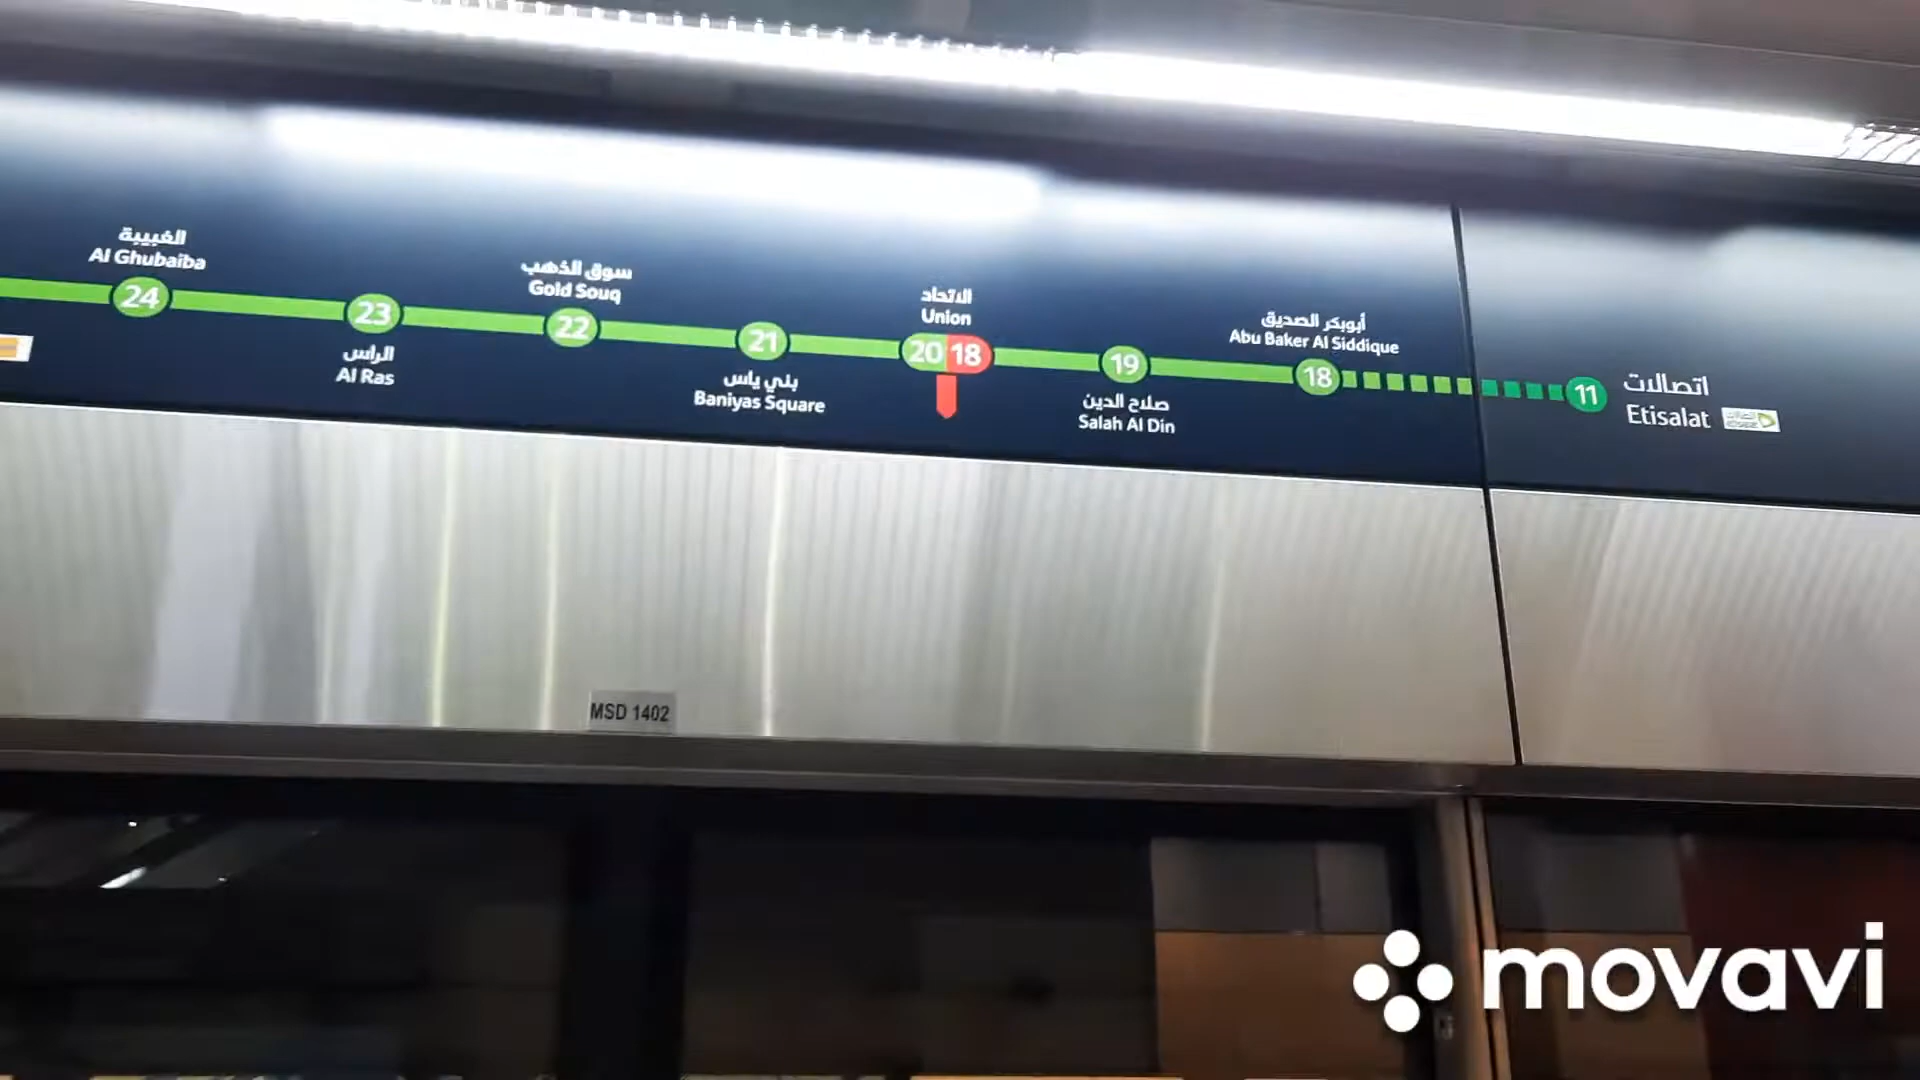 الغبيبة
Al Ghubaiba
24
23
الراس
Al Ras
سوق الذهب
Gold Souq
22
21
بني ياس
Baniyas Square
الاتحاد
Union
20 18
19
صلاح الدين
Salah Al Din
أبوبكر الصديق
Abu Baker Al Siddique
18
11
اتصالات
Etisalat
MSD 1402
movavi